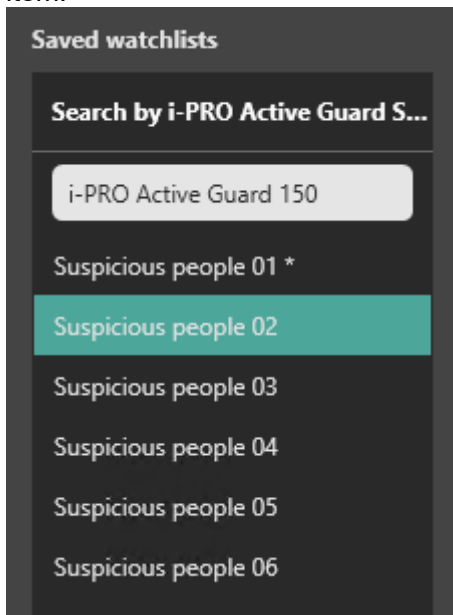 Saved watchlists
Search by i-PRO Active Guard S...
i-PRO Active Guard 150
Suspicious people 01 *
Suspicious people 02
Suspicious people 03
Suspicious people 04
Suspicious people 05
Suspicious people 06